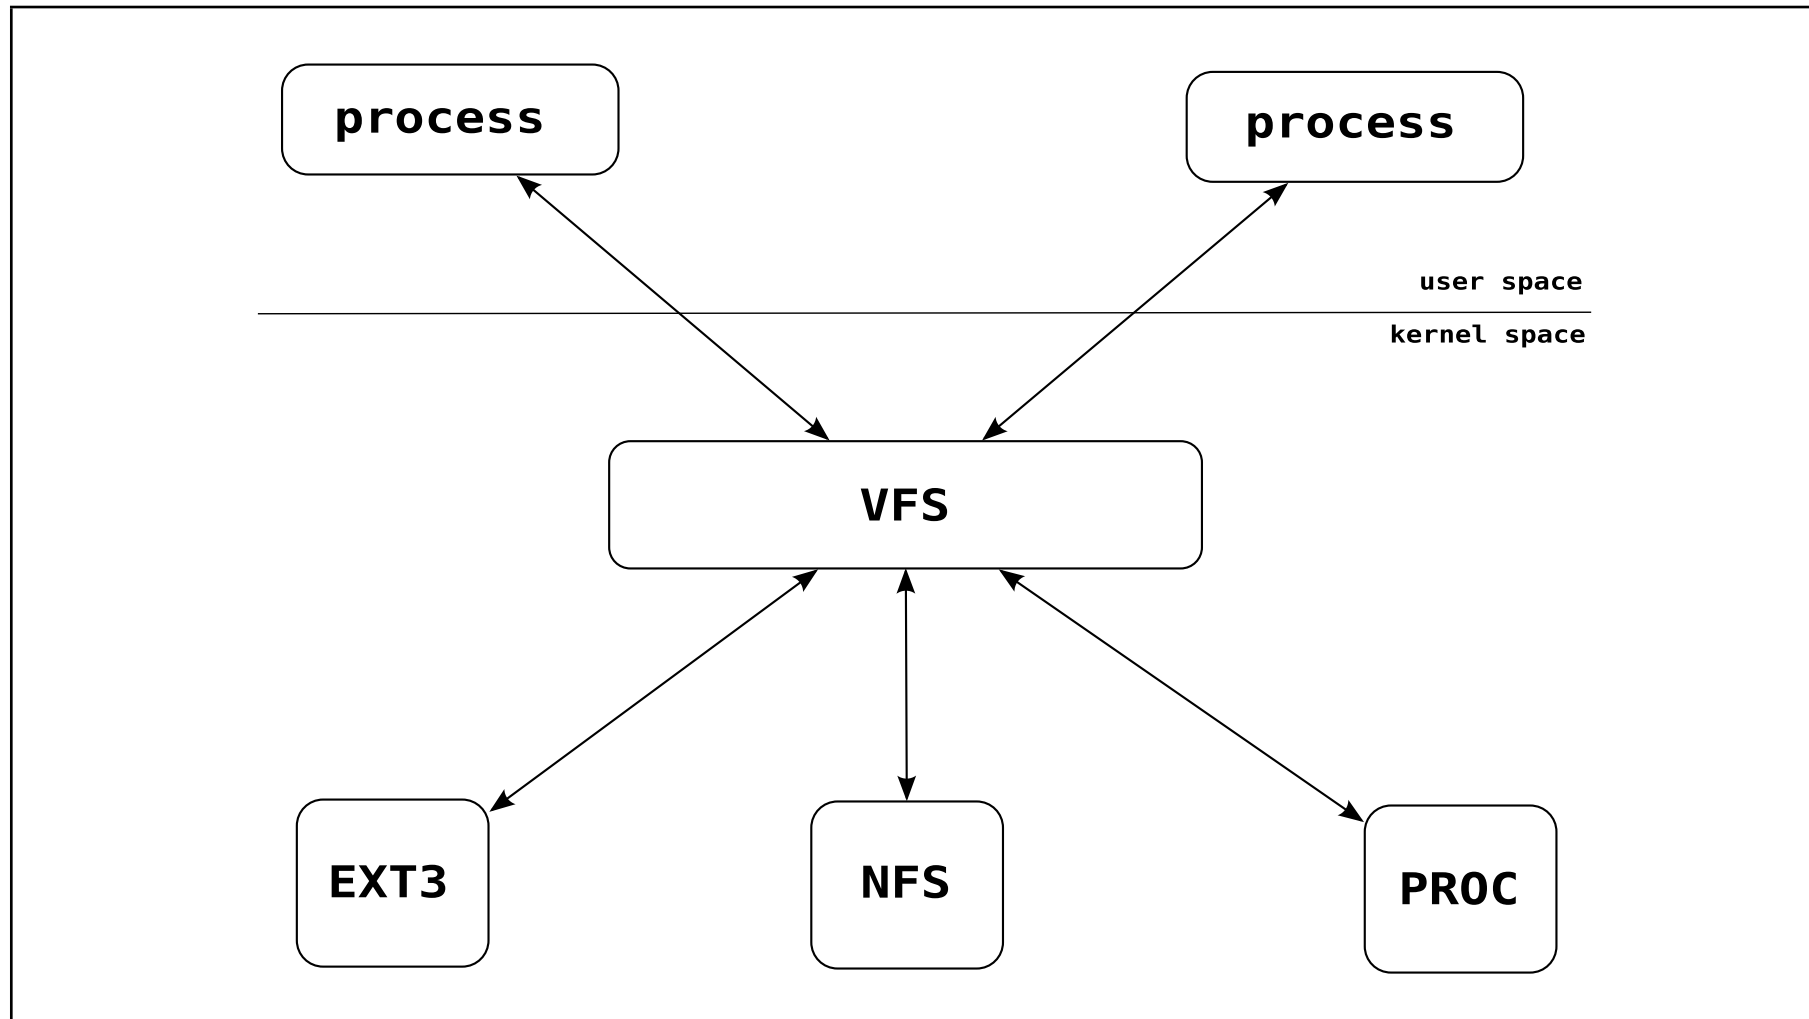 process
process
user space
kernel space
VFS
EXT3
NFS
PROC